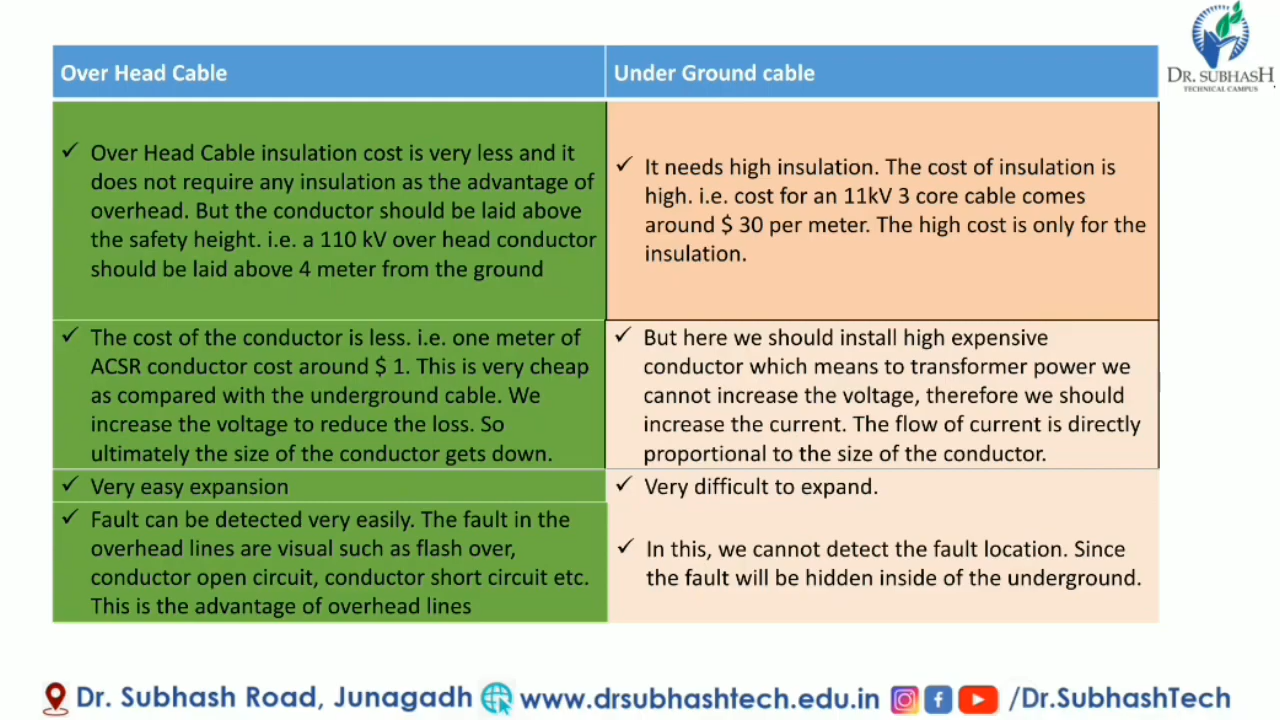 DR. SUBHASH
TECHNICAL CAMPUS
Over Head Cable
Under Ground cable
✓ Over Head Cable insulation cost is very less and it
does not require any insulation as the advantage of
overhead. But the conductor should be laid above
the safety height. i.e. a 110 kV over head conductor
should be laid above 4 meter from the ground
✓ It needs high insulation. The cost of insulation is
high. i.e. cost for an 11kV 3 core cable comes
around $ 30 per meter. The high cost is only for the
insulation.
✓ The cost of the conductor is less. i.e. one meter of
ACSR conductor cost around $ 1. This is very cheap
as compared with the underground cable. We
increase the voltage to reduce the loss. So
ultimately the size of the conductor gets down.
✓ But here we should install high expensive
conductor which means to transformer power we
cannot increase the voltage, therefore we should
increase the current. The flow of current is directly
proportional to the size of the conductor.
✓ Very easy expansion
✓ Very difficult to expand.
✓ Fault can be detected very easily. The fault in the
overhead lines are visual such as flash over,
conductor open circuit, conductor short circuit etc.
This is the advantage of overhead lines
✓ In this, we cannot detect the fault location. Since
the fault will be hidden inside of the underground.
Dr. Subhash Road, Junagadh www.drsubhashtech.edu.in /Dr.SubhashTech